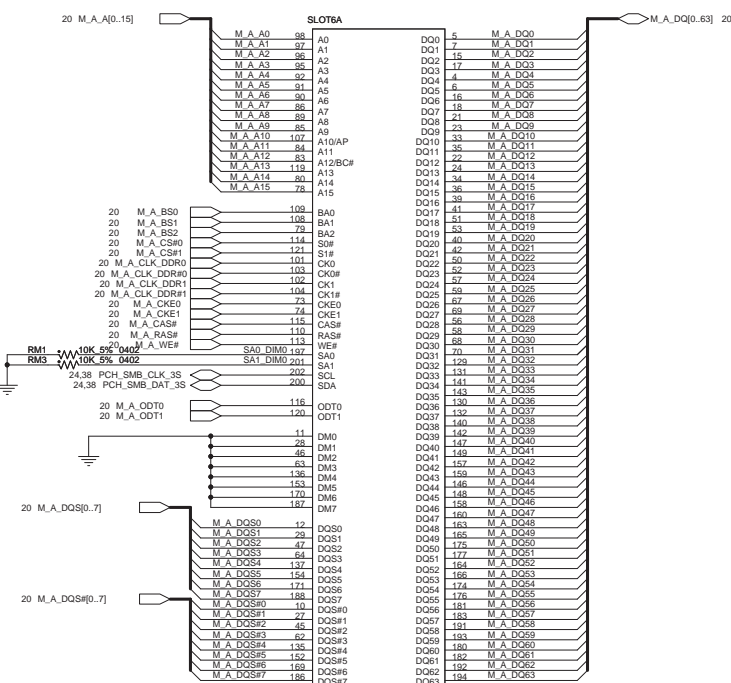 20 M_A_A[0..15]
SLOT6A
M_A_DQ[0..63] 20
M_A_A0 98 A0
M_A_A1 97 A1
M_A_A2 96 A2
M_A_A3 95 A3
M_A_A4 92 A4
M_A_A5 91 A5
M_A_A6 90 A6
M_A_A7 86 A7
M_A_A8 89 A8
M_A_A9 85 A9
M_A_A10 107 A10/AP
M_A_A11 84 A11
M_A_A12 83 A12/BC#
M_A_A13 119 A13
M_A_A14 80 A14
M_A_A15 78 A15
20 M_A_BS0 109 BA0
20 M_A_BS1 108 BA1
20 M_A_BS2 79 BA2
20 M_A_CS#0 114 S0#
20 M_A_CS#1 121 S1#
20 M_A_CLK_DDR0 101 CK0
20 M_A_CLK_DDR#0 103 CK0#
20 M_A_CLK_DDR1 102 CK1
20 M_A_CLK_DDR#1 104 CK1#
20 M_A_CKE0 73 CKE0
20 M_A_CKE1 74 CKE1
20 M_A_CAS# 115 CAS#
20 M_A_RAS# 110 RAS#
20 M_A_WE# 113 WE#
RM1 10K_5% 0402 SA0_DIM0 197 SA0
RM3 10K_5% 0402 SA1_DIM0 201 SA1
24,38 PCH_SMB_CLK_3S 202 SCL
24,38 PCH_SMB_DAT_3S 200 SDA
20 M_A_ODT0 116 ODT0
20 M_A_ODT1 120 ODT1
11 DM0
28 DM1
46 DM2
63 DM3
136 DM4
153 DM5
170 DM6
187 DM7
20 M_A_DQS[0..7]
M_A_DQS0 12 DQS0
M_A_DQS1 29 DQS1
M_A_DQS2 47 DQS2
M_A_DQS3 64 DQS3
M_A_DQS4 137 DQS4
M_A_DQS5 154 DQS5
M_A_DQS6 171 DQS6
M_A_DQS7 188 DQS7
20 M_A_DQS#[0..7]
M_A_DQS#0 10 DQS#0
M_A_DQS#1 27 DQS#1
M_A_DQS#2 45 DQS#2
M_A_DQS#3 62 DQS#3
M_A_DQS#4 135 DQS#4
M_A_DQS#5 152 DQS#5
M_A_DQS#6 169 DQS#6
M_A_DQS#7 186 DQS#7
DQ0 5 M_A_DQ0
DQ1 7 M_A_DQ1
DQ2 15 M_A_DQ2
DQ3 17 M_A_DQ3
DQ4 4 M_A_DQ4
DQ5 6 M_A_DQ5
DQ6 16 M_A_DQ6
DQ7 18 M_A_DQ7
DQ8 21 M_A_DQ8
DQ9 23 M_A_DQ9
DQ10 33 M_A_DQ10
DQ11 35 M_A_DQ11
DQ12 22 M_A_DQ12
DQ13 24 M_A_DQ13
DQ14 34 M_A_DQ14
DQ15 36 M_A_DQ15
DQ16 39 M_A_DQ16
DQ17 41 M_A_DQ17
DQ18 51 M_A_DQ18
DQ19 53 M_A_DQ19
DQ20 40 M_A_DQ20
DQ21 42 M_A_DQ21
DQ22 50 M_A_DQ22
DQ23 52 M_A_DQ23
DQ24 57 M_A_DQ24
DQ25 59 M_A_DQ25
DQ26 67 M_A_DQ26
DQ27 69 M_A_DQ27
DQ28 56 M_A_DQ28
DQ29 58 M_A_DQ29
DQ30 68 M_A_DQ30
DQ31 70 M_A_DQ31
DQ32 129 M_A_DQ32
DQ33 131 M_A_DQ33
DQ34 141 M_A_DQ34
DQ35 143 M_A_DQ35
DQ36 130 M_A_DQ36
DQ37 132 M_A_DQ37
DQ38 140 M_A_DQ38
DQ39 142 M_A_DQ39
DQ40 147 M_A_DQ40
DQ41 149 M_A_DQ41
DQ42 157 M_A_DQ42
DQ43 159 M_A_DQ43
DQ44 146 M_A_DQ44
DQ45 148 M_A_DQ45
DQ46 158 M_A_DQ46
DQ47 160 M_A_DQ47
DQ48 163 M_A_DQ48
DQ49 165 M_A_DQ49
DQ50 175 M_A_DQ50
DQ51 177 M_A_DQ51
DQ52 164 M_A_DQ52
DQ53 166 M_A_DQ53
DQ54 174 M_A_DQ54
DQ55 176 M_A_DQ55
DQ56 181 M_A_DQ56
DQ57 183 M_A_DQ57
DQ58 191 M_A_DQ58
DQ59 193 M_A_DQ59
DQ60 180 M_A_DQ60
DQ61 182 M_A_DQ61
DQ62 192 M_A_DQ62
DQ63 194 M_A_DQ63